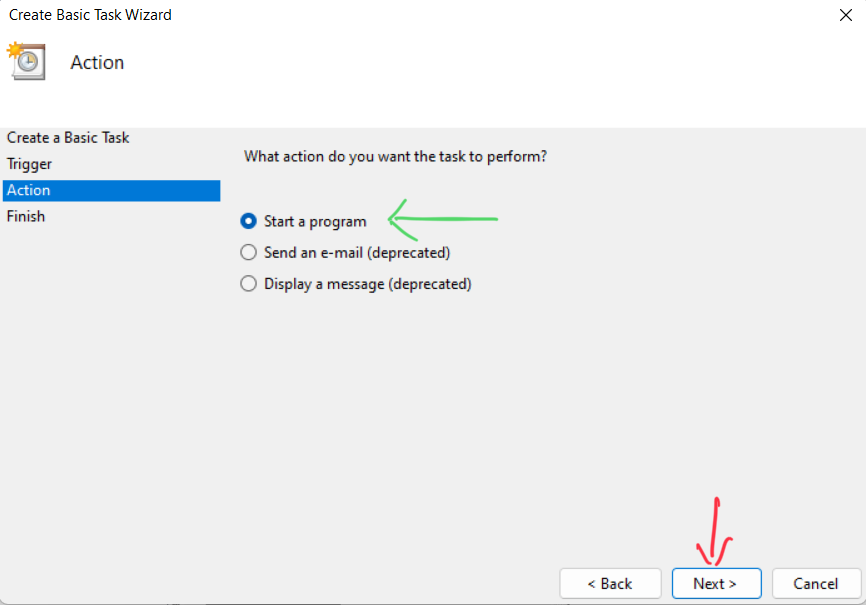 Create Basic Task Wizard
Action
Create a Basic Task
Trigger
Action
Finish
What action do you want the task to perform?
Start a program
Send an e-mail (deprecated)
Display a message (deprecated)
< Back
Next >
Cancel